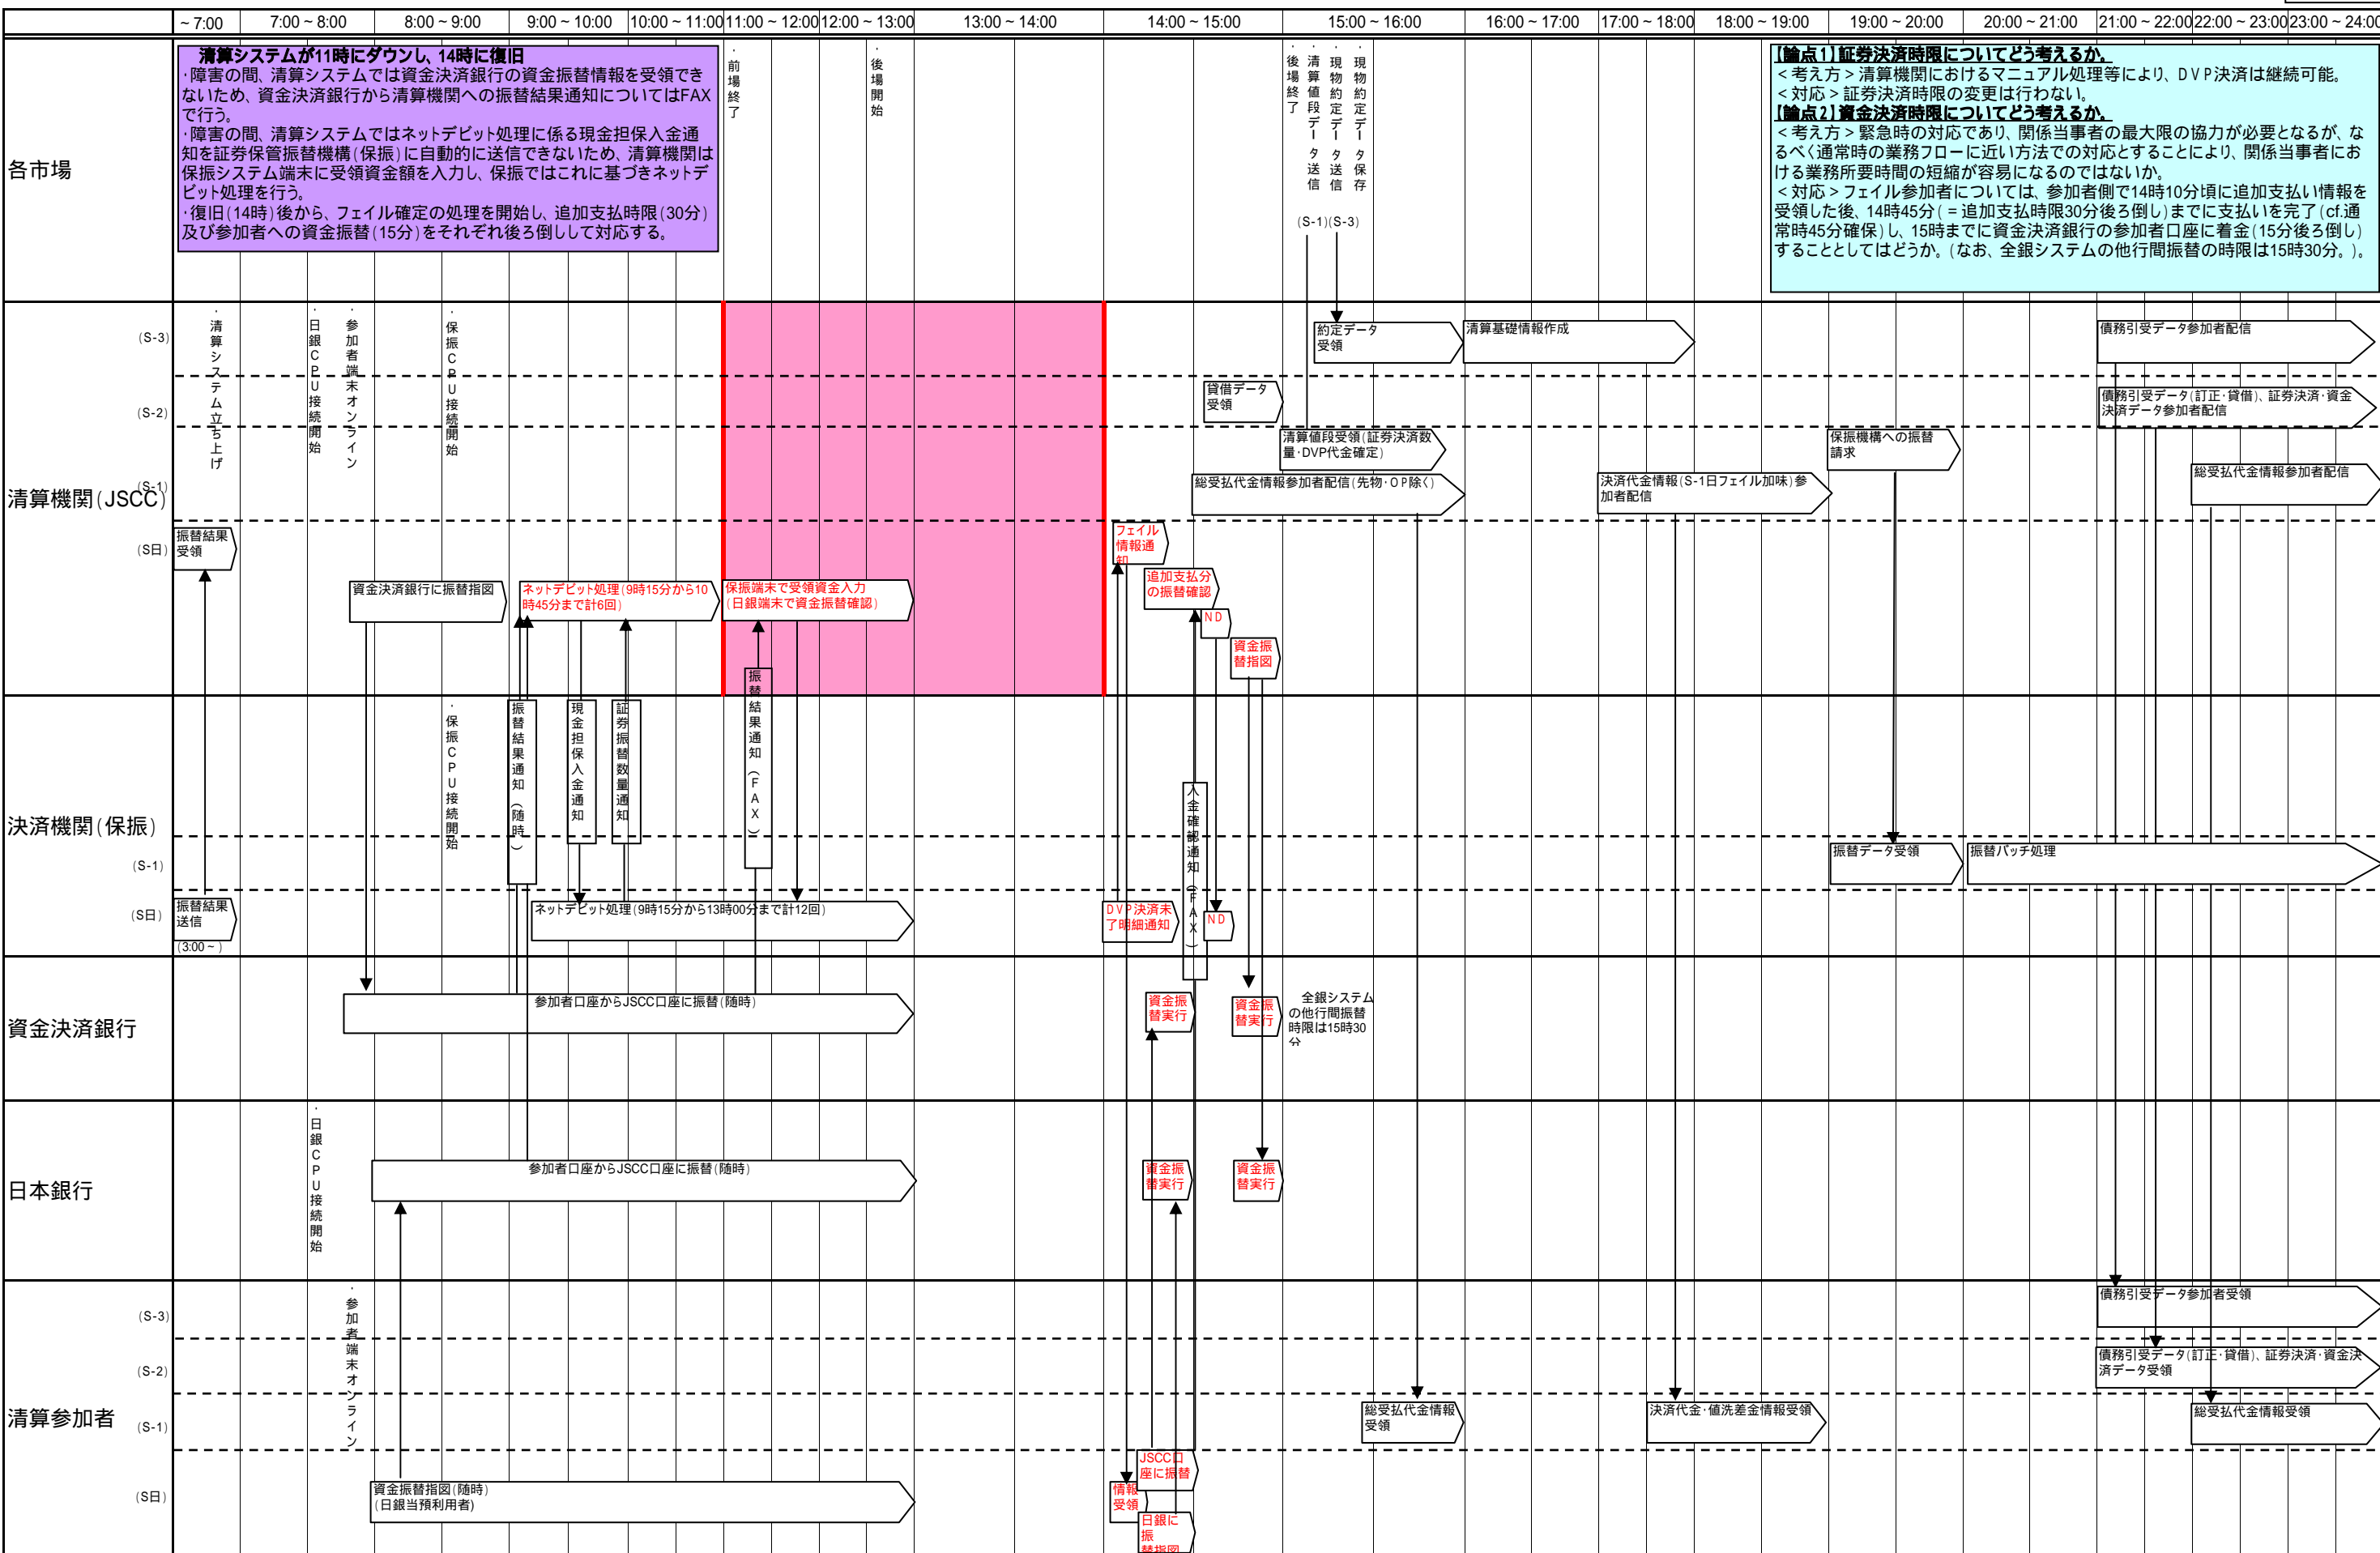 ~ 7:00
7:00 ~ 8:00
8:00 ~ 9:00
9:00 ~ 10:00
10:00 ~ 11:00
11:00 ~ 12:00
12:00 ~ 13:00
13:00 ~ 14:00
14:00 ~ 15:00
15:00 ~ 16:00
16:00 ~ 17:00
17:00 ~ 18:00
18:00 ~ 19:00
19:00 ~ 20:00
20:00 ~ 21:00
21:00 ~ 22:00
22:00 ~ 23:00
23:00 ~ 24:00
各市場
清算システムが11時にダウンし、14時に復旧
・障害の間、清算システムでは資金決済銀行の資金振替情報を受領でき
ないため、資金決済銀行から清算機関への振替結果通知についてはFAX
で行う。
・障害の間、清算システムではネットデビット処理に係る現金担保入金通
知を証券保管振替機構(保振)に自動的に送信できないため、清算機関は
保振システム端末に受領資金額を入力し、保振ではこれに基づきネットデ
ビット処理を行う。
・復旧(14時)後から、フェイル確定の処理を開始し、追加支払時限(30分)
及び参加者への資金振替(15分)をそれぞれ後ろ倒しして対応する。
・前場終了
・後場開始
・後場終了
・清算値段データ送信
・現物約定データ送信
・現物約定データ保存
(S-1)(S-3)
【論点1】証券決済時限についてどう考えるか。
<考え方>清算機関におけるマニュアル処理等により、DVP決済は継続可能。
<対応>証券決済時限の変更は行わない。
【論点2】資金決済時限についてどう考えるか。
<考え方>緊急時の対応であり、関係当事者の最大限の協力が必要となるが、な
るべく通常時の業務フローに近い方法での対応とすることにより、関係当事者にお
ける業務所要時間の短縮が容易になるのではないか。
<対応>フェイル参加者については、参加者側で14時10分頃に追加支払い情報を
受領した後、14時45分(=追加支払時限30分後ろ倒し)までに支払いを完了(cf.通
常時45分確保)し、15時までに資金決済銀行の参加者口座に着金(15分後ろ倒し)
することとしてはどうか。(なお、全銀システムの他行間振替の時限は15時30分。)。
清算機関(JSCC)
(S-3)
(S-2)
(S-1)
(S日)
・清算システム立ち上げ
・日銀CPU接続開始
・参加者端末オンライン
・保振CPU接続開始
約定データ
受領
清算基礎情報作成
債務引受データ参加者配信
貸借データ
受領
債務引受データ(訂正・貸借)、証券決済・資金
決済データ参加者配信
清算値段受領(証券決済数
量・DVP代金確定)
保振機構への振替
請求
総受払代金情報参加者配信(先物・OP除く)
決済代金情報(S-1日フェイル加味)参
加者配信
総受払代金情報参加者配信
振替結果
受領
資金決済銀行に振替指図
ネットデビット処理(9時15分から10
時45分まで計6回)
保振端末で受領資金入力
(日銀端末で資金振替確認)
フェイル
情報通
知
追加支払分
の振替確認
ND
資金振
替指図
決済機関(保振)
(S-1)
(S日)
・保振CPU接続開始
振替結果通知(随時)
現金担保入金通知
証券振替数量通知
振替結果通知(FAX)
入金確認通知(FAX)
振替データ受領
振替バッチ処理
振替結果
送信
(3:00~)
ネットデビット処理(9時15分から13時00分まで計12回)
DVP決済未
了明細通知
ND
資金決済銀行
参加者口座からJSCC口座に振替(随時)
資金振
替実行
資金振
替実行
全銀システム
の他行間振替
時限は15時30
分
日本銀行
・日銀CPU接続開始
参加者口座からJSCC口座に振替(随時)
資金振
替実行
資金振
替実行
清算参加者
(S-3)
(S-2)
(S-1)
(S日)
・参加者端末オンライン
債務引受データ参加者受領
債務引受データ(訂正・貸借)、証券決済・資金決
済データ受領
総受払代金情報
受領
決済代金・値洗差金情報受領
総受払代金情報受領
資金振替指図(随時)
(日銀当預利用者)
JSCC口
座に振替
情報
受領
日銀に
振
替指図